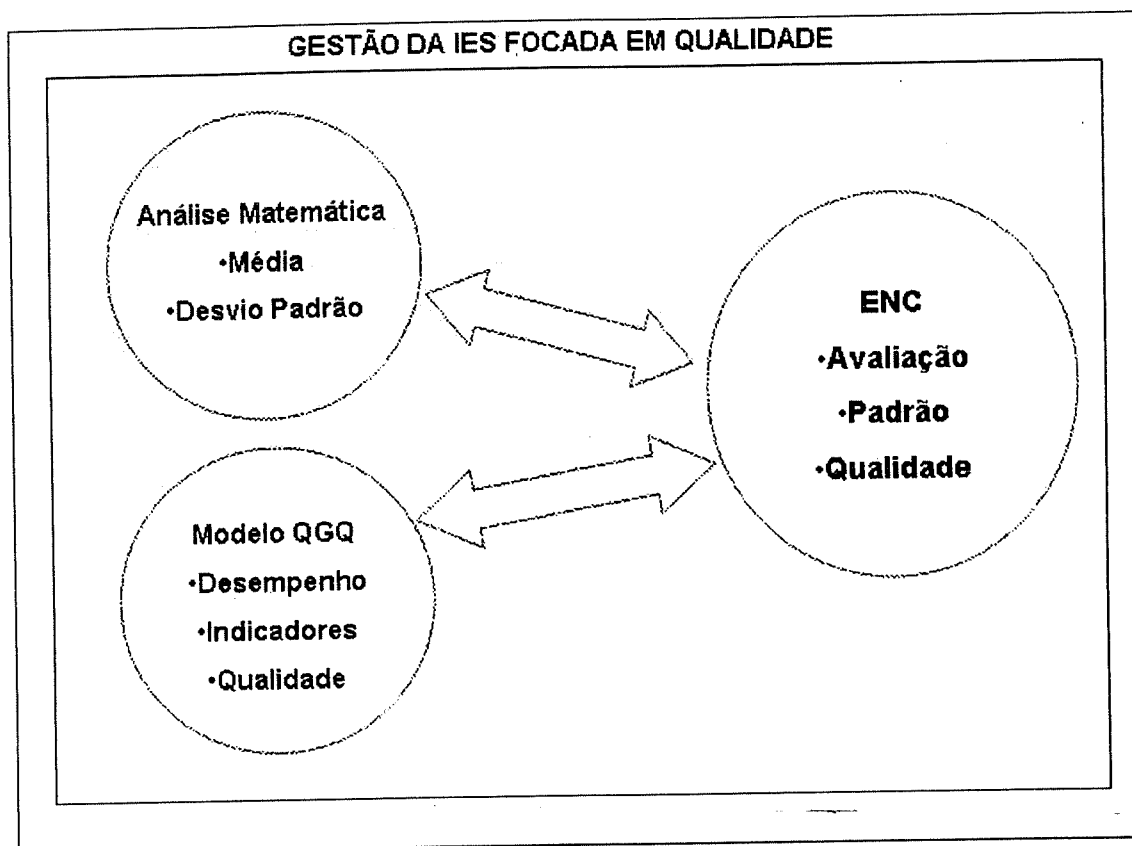 GESTÃO DA IES FOCADA EM QUALIDADE
Análise Matemática
•Média
•Desvio Padrão
ENC
•Avaliação
•Padrão
•Qualidade
Modelo QGQ
•Desempenho
•Indicadores
•Qualidade